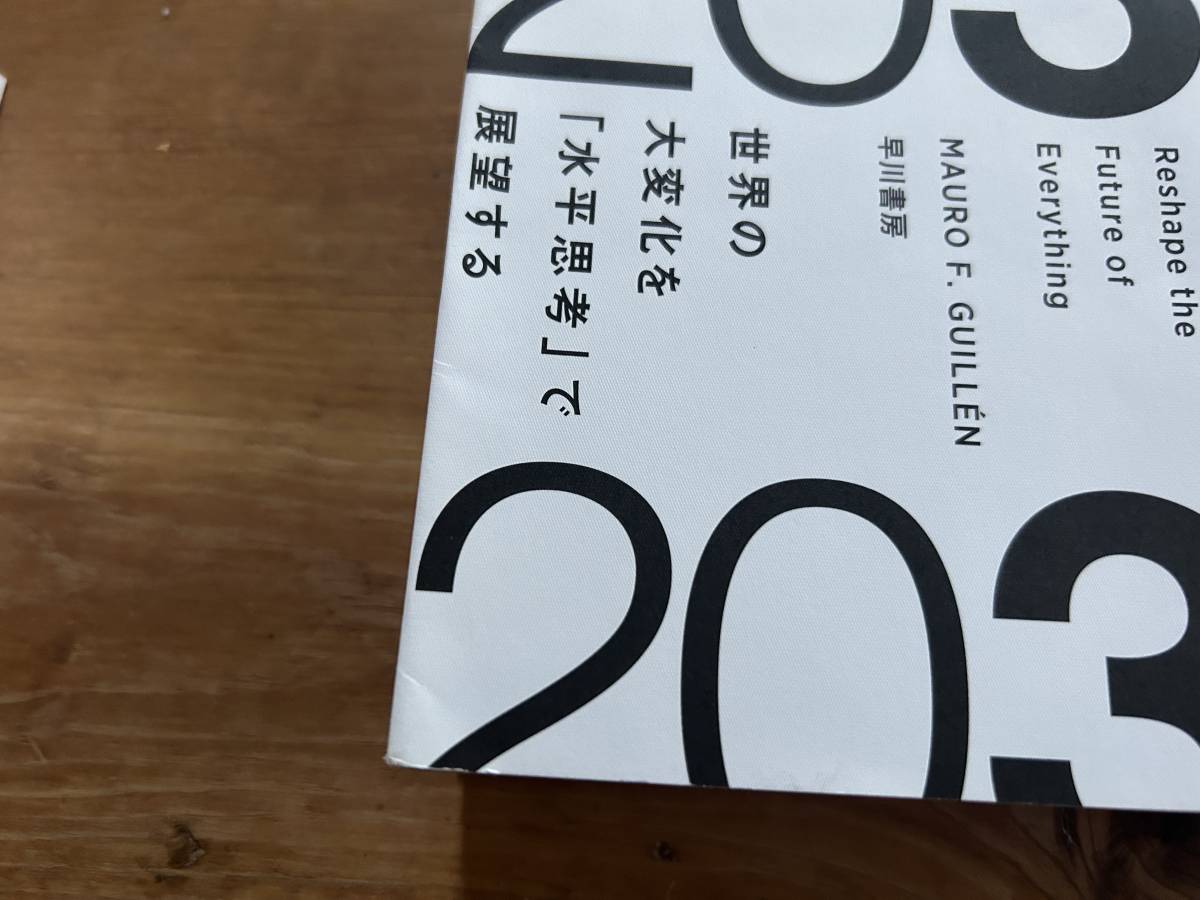 203
Reshape the
Future of
Everything
MAURO F. GUILLÉN
早川書房
世界の
大変化を
「水平思考」で
展望する
203